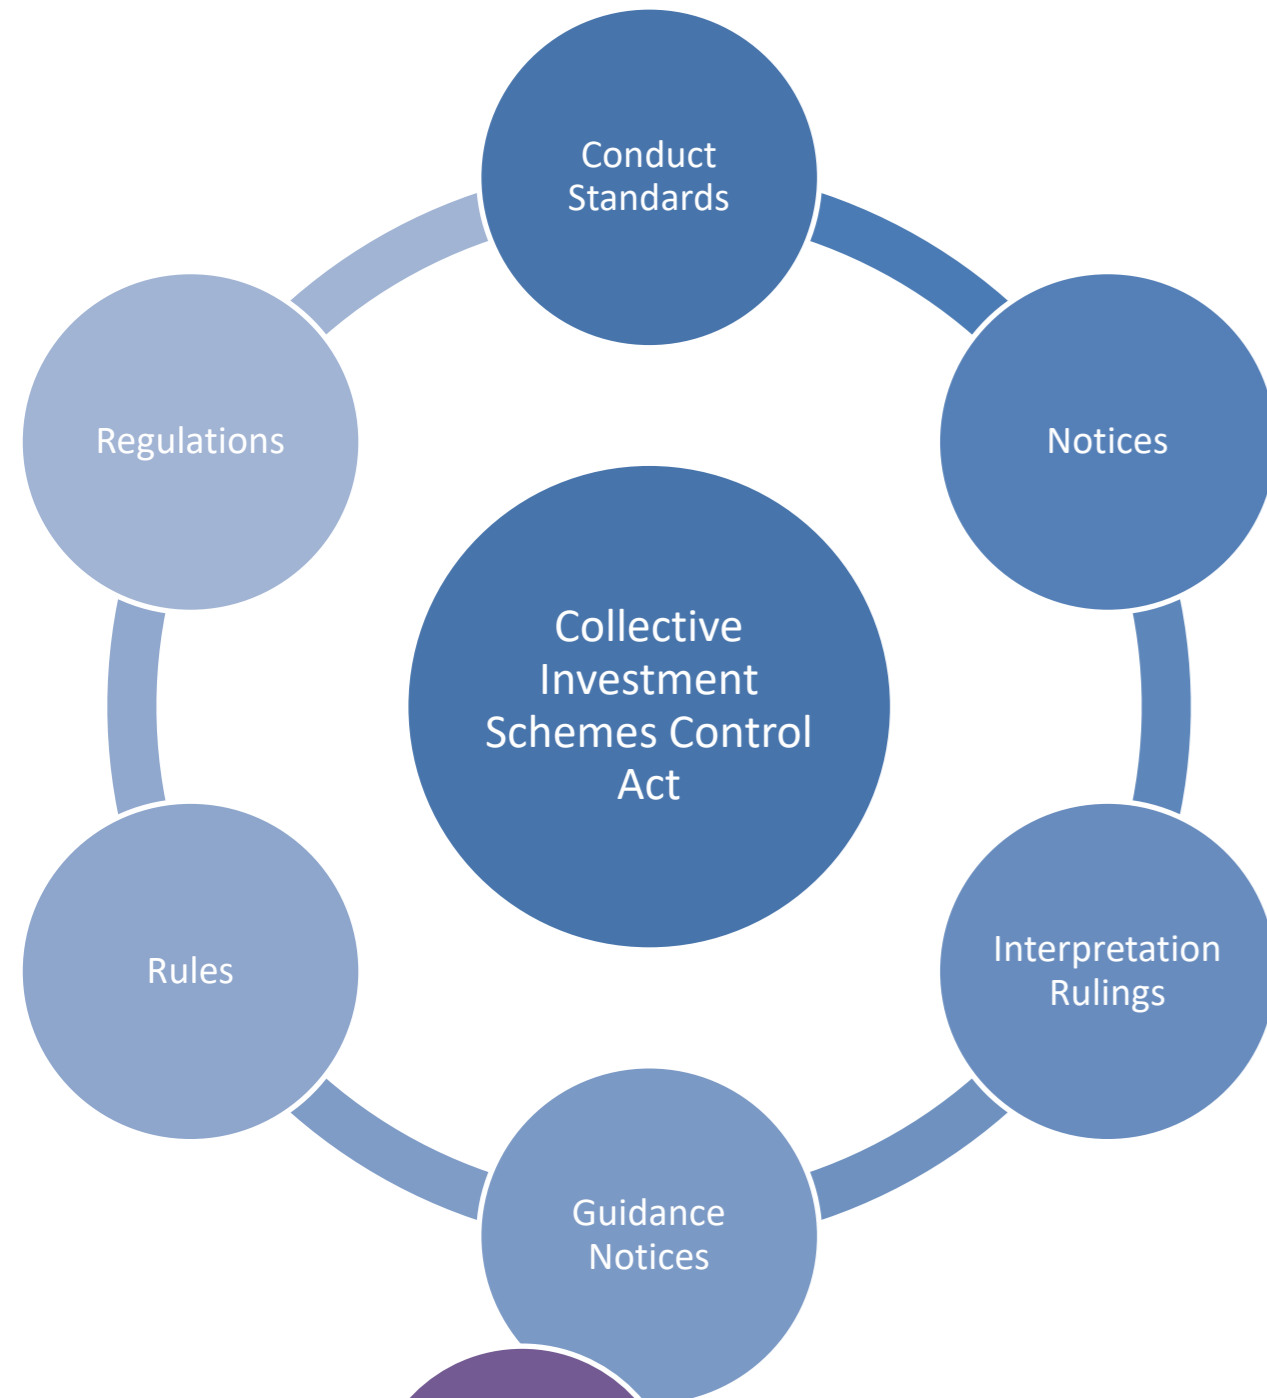 Conduct
Standards
Regulations
Notices
Collective
Investment
Schemes Control
Act
Rules
Interpretation
Rulings
Guidance
Notices